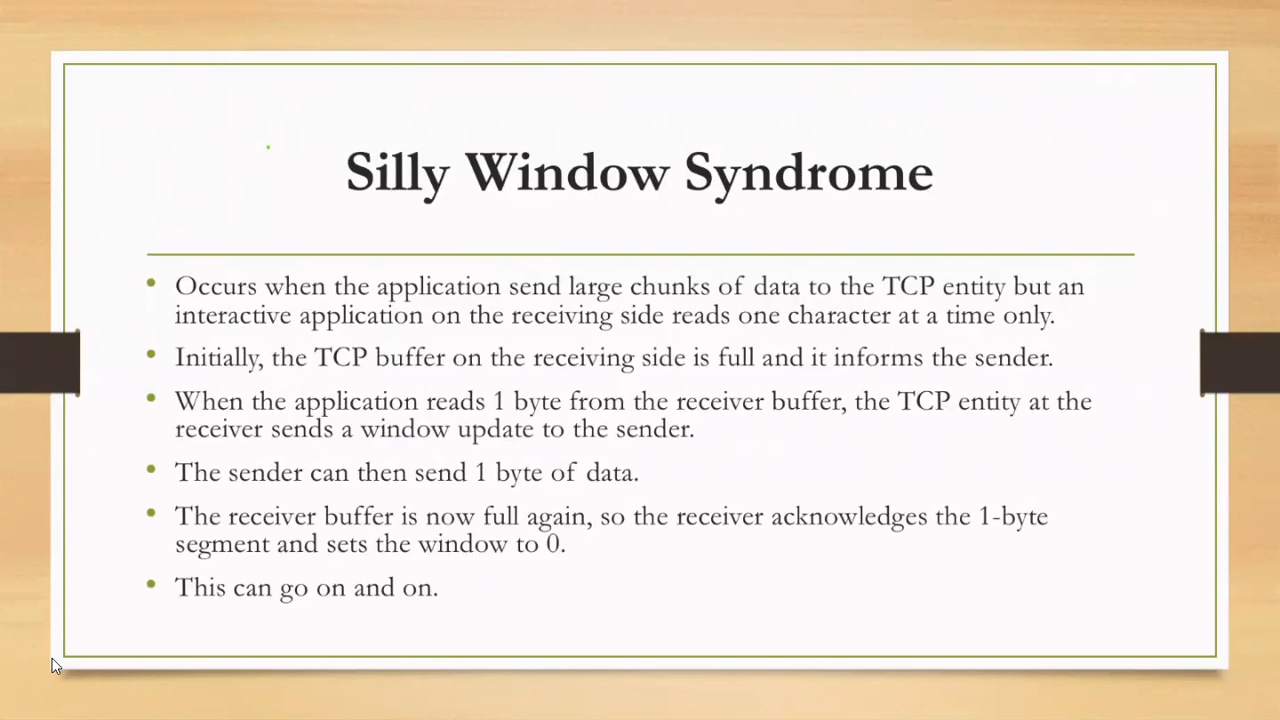 Silly Window Syndrome
• Occurs when the application send large chunks of data to the TCP entity but an
interactive application on the receiving side reads one character at a time only.
• Initially, the TCP buffer on the receiving side is full and it informs the sender.
• When the application reads 1 byte from the receiver buffer, the TCP entity at the
receiver sends a window update to the sender.
• The sender can then send 1 byte of data.
• The receiver buffer is now full again, so the receiver acknowledges the 1-byte
segment and sets the window to 0.
• This can go on and on.